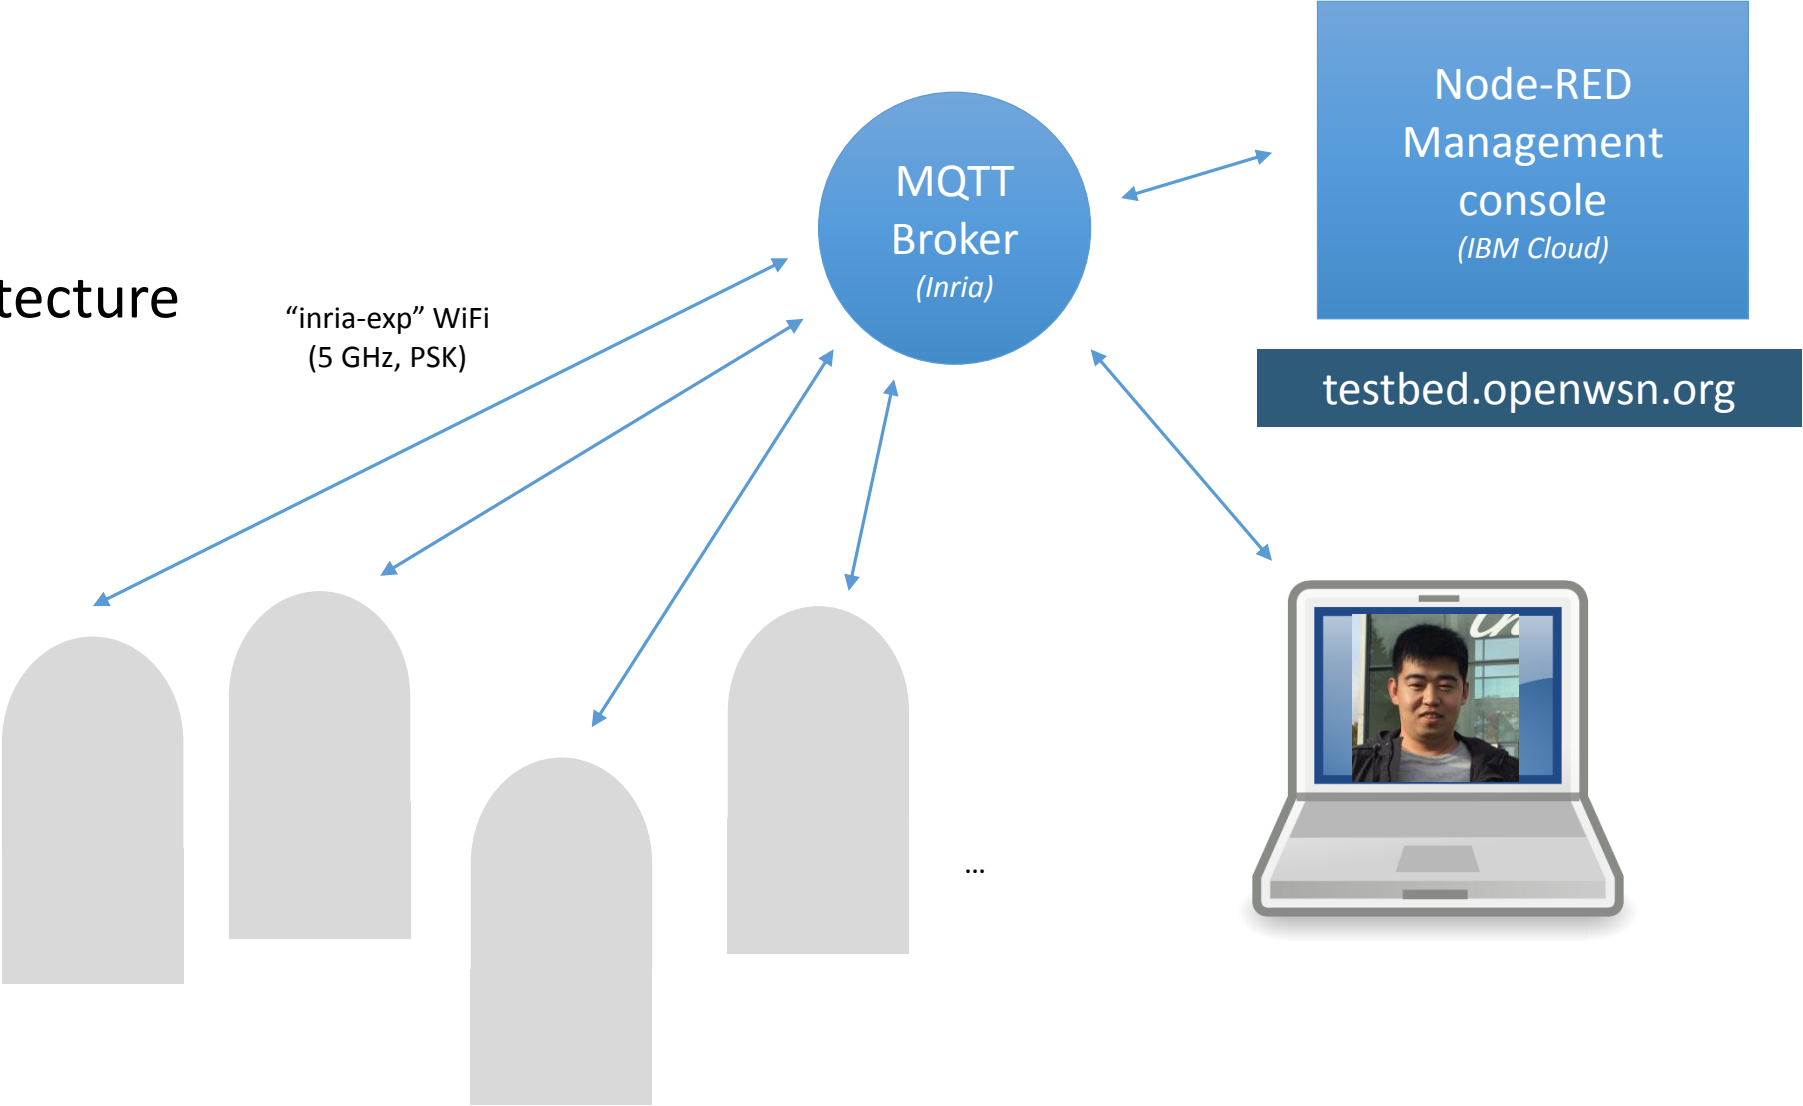 Node-RED
Management
console
(IBM Cloud)
MQTT
Broker
(Inria)
tecture
“inria-exp” WiFi
(5 GHz, PSK)
testbed.openwsn.org
...